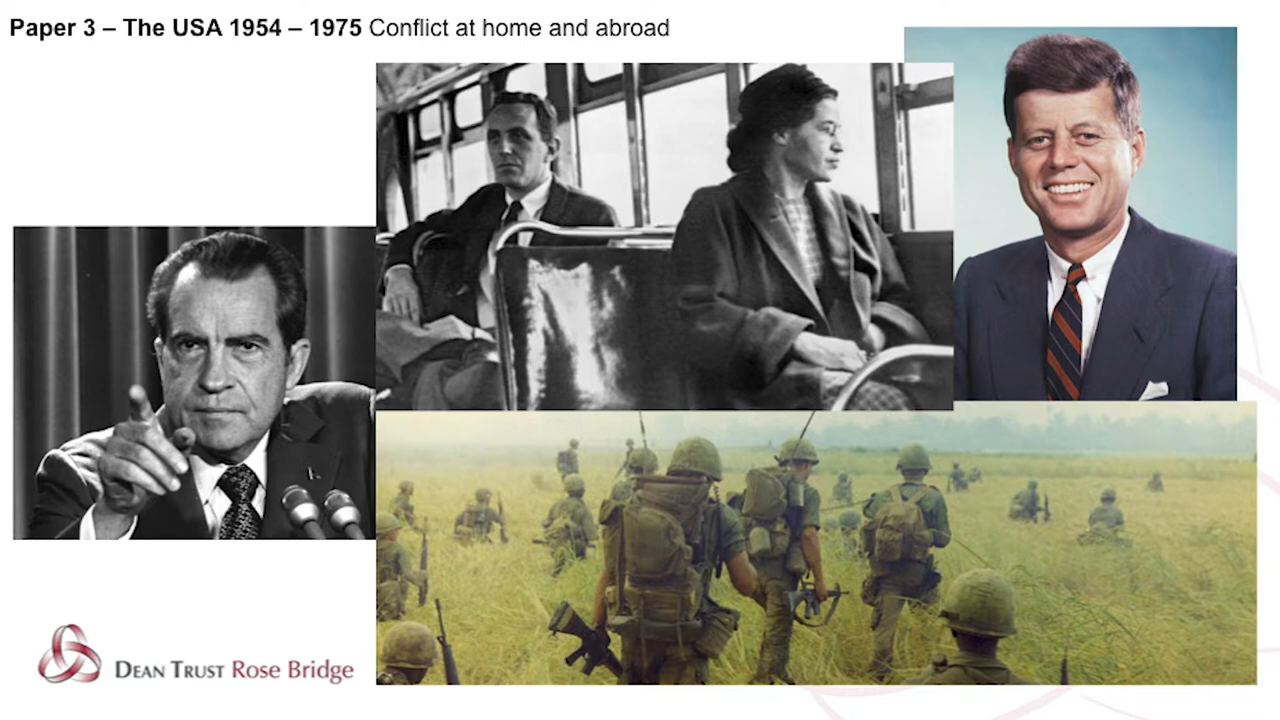 Paper 3 – The USA 1954 – 1975 Conflict at home and abroad
DEAN TRUST Rose Bridge